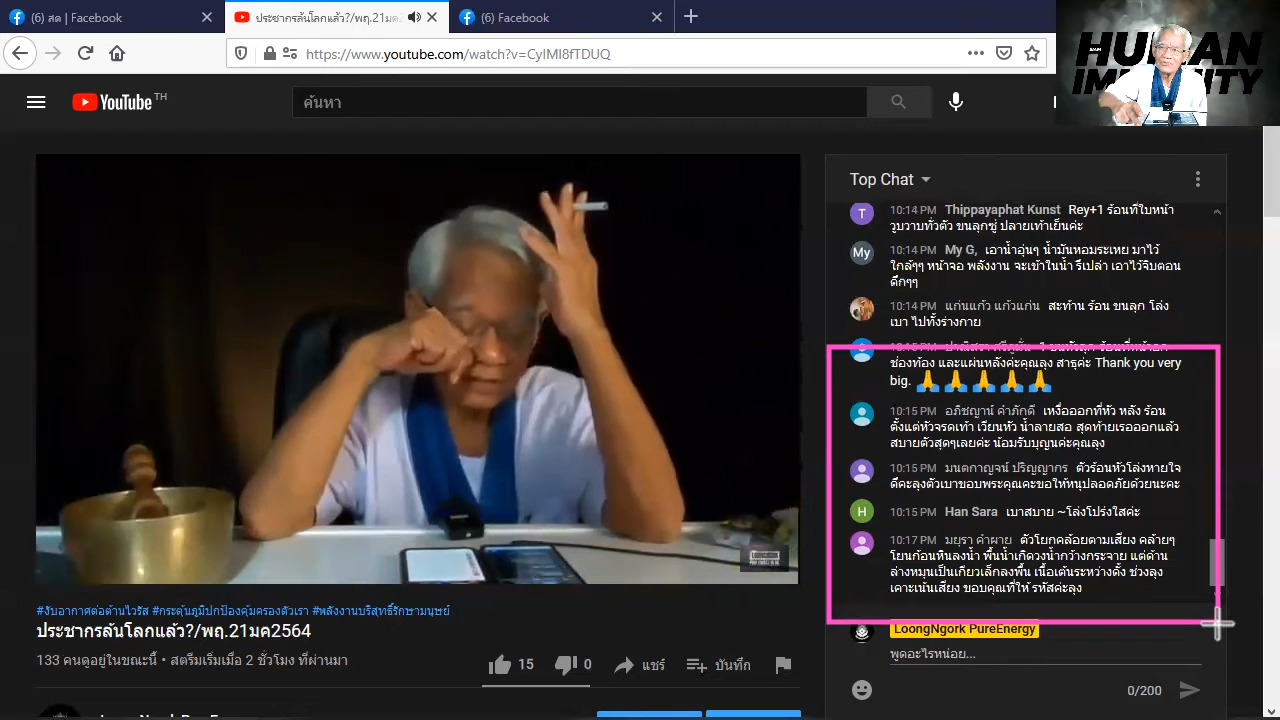 (6) สด | Facebook
ประชากรล้นโลกแล้ว?/พฤ.21มค
(6) Facebook
https://www.youtube.com/watch?v=CyIMI8fTDUQ
HUMAN
IMMUNITY
YouTube TH
ค้นหา
Top Chat
10:14 PM Thippayaphat Kunst Rey+1 ร้อนที่ใบหน้า
วูบวาบทั่วตัว ขนลุกซู่ ปลายเท้าเย็นค่ะ
10:14 PM My G, เอาน้ำอุ่นๆ น้ำมันหอมระเหย มาไว้
ใกล้ๆๆ หน้าจอ พลังงาน จะเข้าในน้ำ รึเปล่า เอาไว้จิบตอน
ดึกๆๆ
10:14 PM แก่นแก้ว แก้วแก่น สะท้าน ร้อน ขนลุก โล่ง
เบา ไปทั้งร่างกาย
ช่องท้อง และแผ่นหลังค่ะคุณลุง สาธุค่ะ Thank you very
big. 🙏🙏🙏🙏🙏
10:15 PM อภิชญาน์ คำภักดี เหงื่อออกที่หัว หลัง ร้อน
ตั้งแต่หัวจรดเท้า เวียนหัว น้ำลายสอ สุดท้ายเรอออกแล้ว
สบายตัวสุดๆเลยค่ะ น้อมรับบุญค่ะคุณลุง
10:15 PM มนตกาญจน์ ปริญญากร ตัวร้อนหัวโล่งหายใจ
ดีคะลุงตัวเบาขอบพระคุณคะขอให้หนุปลอดภัยด้วยนะคะ
10:15 PM Han Sara เบาสบาย ~โล่งโปร่งใสค่ะ
10:17 PM มยุรา คำผาย ตัวโยกคล้อยตามเสียง คล้ายๆ
โยนก้อนหินลงน้ำ พื้นน้ำเกิดวงน้ำกว้างกระจาย แต่ด้าน
ล่างหมุนเป็นเกียวเล็กลงพื้น เนื้อเต้นระหว่างตั้ง ช่วงลุง
เคาะเน้นเสียง ขอบคุณที่ให้ รหัสค่ะลุง
LoongNgork PureEnergy
พูดอะไรหน่อย...
0/200
#งับอากาศต่อต้านไวรัส #กระตุ้นภูมิปกป้องคุ้มครองตัวเรา #พลังงานบริสุทธิ์รักษามนุษย์
ประชากรล้นโลกแล้ว?/พฤ.21มค2564
133 คนดูอยู่ในขณะนี้ • สตรีมเริ่มเมื่อ 2 ชั่วโมง ที่ผ่านมา
15
0
แชร์
บันทึก